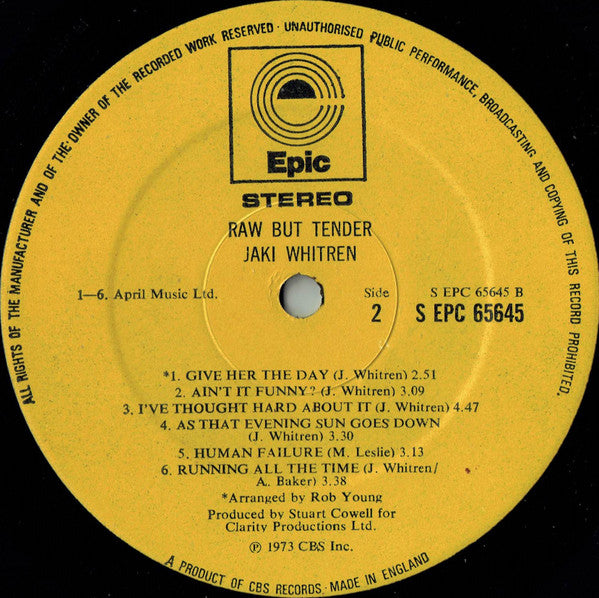 ALL RIGHTS OF THE MANUFACTURER AND OF THE OWNER OF THE RECORDED WORK RESERVED · UNAUTHORISED PUBLIC PERFORMANCE, BROADCASTING AND COPYING OF THIS RECORD PROHIBITED.
Epic
STEREO
RAW BUT TENDER
JAKI WHITREN
1—6. April Music Ltd.
Side
2
S EPC 65645 B
S EPC 65645
*1. GIVE HER THE DAY (J. Whitren) 2.51
2. AIN'T IT FUNNY? (J. Whitren) 3.09
3. I'VE THOUGHT HARD ABOUT IT (J. Whitren) 4.47
4. AS THAT EVENING SUN GOES DOWN
(J. Whitren) 3.30
5. HUMAN FAILURE (M. Leslie) 3.13
6. RUNNING ALL THE TIME (J. Whitren/
A. Baker) 3.38
*Arranged by Rob Young
Produced by Stuart Cowell for
Clarity Productions Ltd.
℗ 1973 CBS Inc.
A PRODUCT OF CBS RECORDS · MADE IN ENGLAND